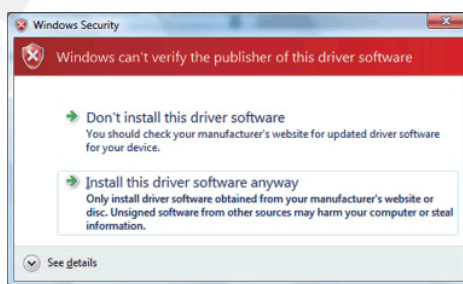 Windows Security
Windows can't verify the publisher of this driver software
Don't install this driver software
You should check your manufacturer's website for updated driver software
for your device.
Install this driver software anyway
Only install driver software obtained from your manufacturer's website or
disc. Unsigned software from other sources may harm your computer or steal
information.
See details